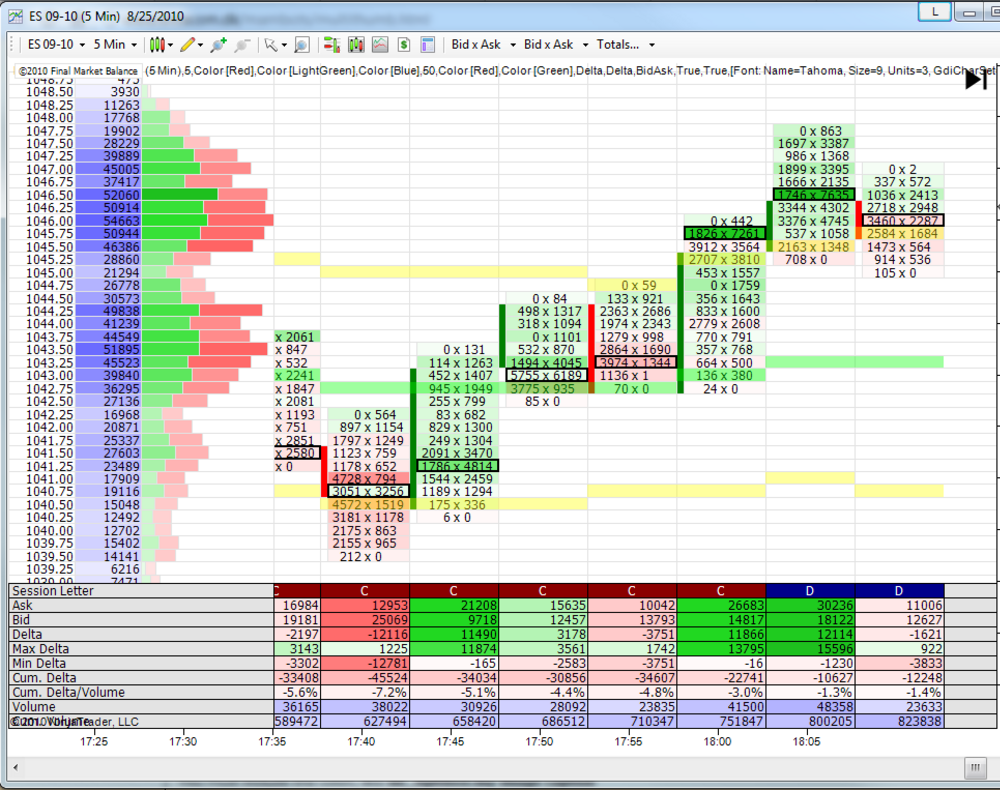 ES 09-10 (5 Min)  8/25/2010
L
ES 09-10 5 Min $ Bid x Ask Bid x Ask Totals...
©2010 Final Market Balance (5 Min),5,Color [Red],Color [LightGreen],Color [Blue],50,Color [Red],Color [Green],Delta,Delta,BidAsk,True,True,[Font: Name=Tahoma, Size=9, Units=3, GdiCharSet
1048.75 475
1048.50 3930
1048.25 11263
1048.00 17768
1047.75 19902 0 x 863
1047.50 28229 1697 x 3387
1047.25 39889 986 x 1368
1047.00 45005 1899 x 3395 0 x 2
1046.75 37417 1666 x 2135 337 x 572
1046.50 52060 1746 x 7635 1036 x 2413
1046.25 50914 3344 x 4302 2718 x 2948
1046.00 54663 0 x 442 3376 x 4745 3460 x 2287
1045.75 50944 1826 x 7261 537 x 1058 2584 x 1684
1045.50 46386 3912 x 3564 2163 x 1348 1473 x 564
1045.25 28860 2707 x 3810 708 x 0 914 x 536
1045.00 21294 453 x 1557 105 x 0
1044.75 26778 0 x 59 0 x 1759
1044.50 30573 0 x 84 133 x 921 356 x 1643
1044.25 49838 498 x 1317 2363 x 2686 833 x 1600
1044.00 41239 318 x 1094 1974 x 2343 2779 x 2608
1043.75 44549 x 2061 0 x 1101 1279 x 998 770 x 791
1043.50 51895 x 847 0 x 131 532 x 870 2864 x 1690 357 x 768
1043.25 45523 x 532 114 x 1263 1494 x 4045 3974 x 1344 664 x 500
1043.00 39840 x 2241 452 x 1407 5755 x 6189 1136 x 1 136 x 380
1042.75 36295 x 1847 945 x 1949 3775 x 935 70 x 0 24 x 0
1042.50 27136 x 2081 255 x 799 85 x 0
1042.25 16968 x 1193 0 x 564 83 x 682
1042.00 20871 x 751 897 x 1154 829 x 1300
1041.75 25337 x 2851 1797 x 1249 249 x 1304
1041.50 27603 x 2580 1123 x 759 2091 x 3470
1041.25 23489 x 0 1178 x 652 1786 x 4814
1041.00 17909 4728 x 794 1544 x 2459
1040.75 19116 3051 x 3256 1189 x 1294
1040.50 15048 4572 x 1519 175 x 336
1040.25 12492 3181 x 1178 6 x 0
1040.00 12702 2175 x 863
1039.75 15402 2155 x 965
1039.50 14141 212 x 0
1039.25 6216
1039.00 7471
Session Letter C C C C C C D D
Ask 16984 12953 21208 15635 10042 26683 30236 11006
Bid 19181 25069 9718 12457 13793 14817 18122 12627
Delta -2197 -12116 11490 3178 -3751 11866 12114 -1621
Max Delta 3143 1225 11874 3561 1742 13795 15596 922
Min Delta -3302 -12781 -165 -2583 -3751 -16 -1230 -3833
Cum. Delta -33408 -45524 -34034 -30856 -34607 -22741 -10627 -12248
Cum. Delta/Volume -5.6% -7.2% -5.1% -4.4% -4.8% -3.0% -1.3% -1.4%
Volume 36165 38022 30926 28092 23835 41500 48358 23633
©2010 NinjaTrader, LLC 589472 627494 658420 686512 710347 751847 800205 823838
17:25 17:30 17:35 17:40 17:45 17:50 17:55 18:00 18:05